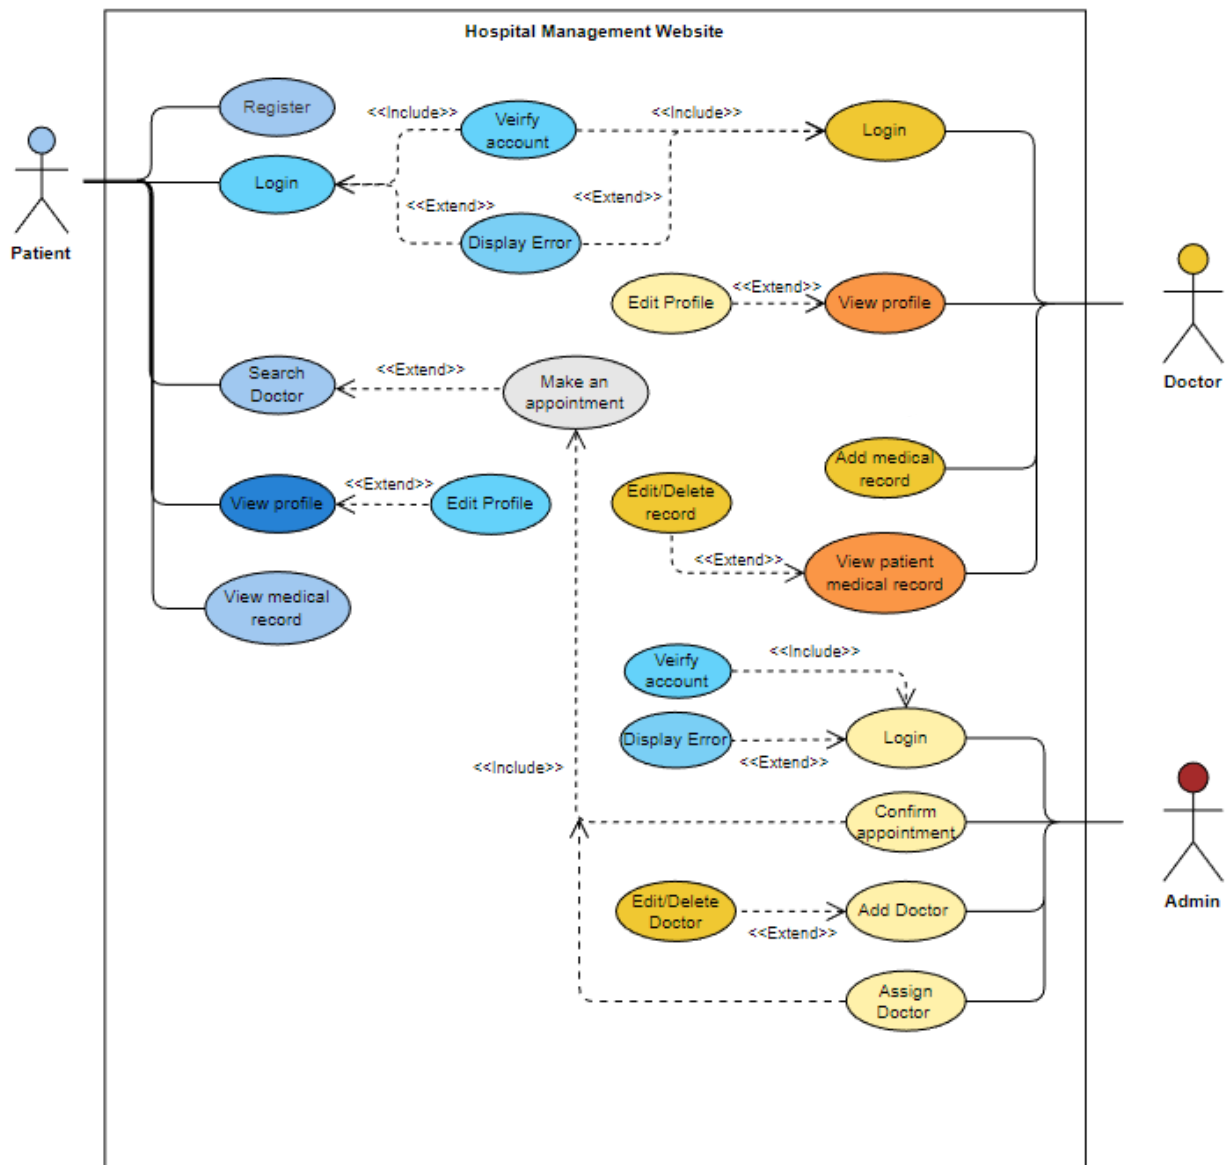 Hospital Management Website
Register
<<Include>>
Veirfy
account
<<Include>>
Login
Login
<<Extend>>
<<Extend>>
Display Error
Patient
Edit Profile
<<Extend>>
View profile
Doctor
Search
Doctor
<<Extend>>
Make an
appointment
Add medical
record
View profile
<<Extend>>
Edit Profile
Edit/Delete
record
<<Extend>>
View patient
medical record
View medical
record
Veirfy
account
<<Include>>
Display Error
<<Extend>>
Login
<<Include>>
Confirm
appointment
Admin
Edit/Delete
Doctor
<<Extend>>
Add Doctor
Assign
Doctor